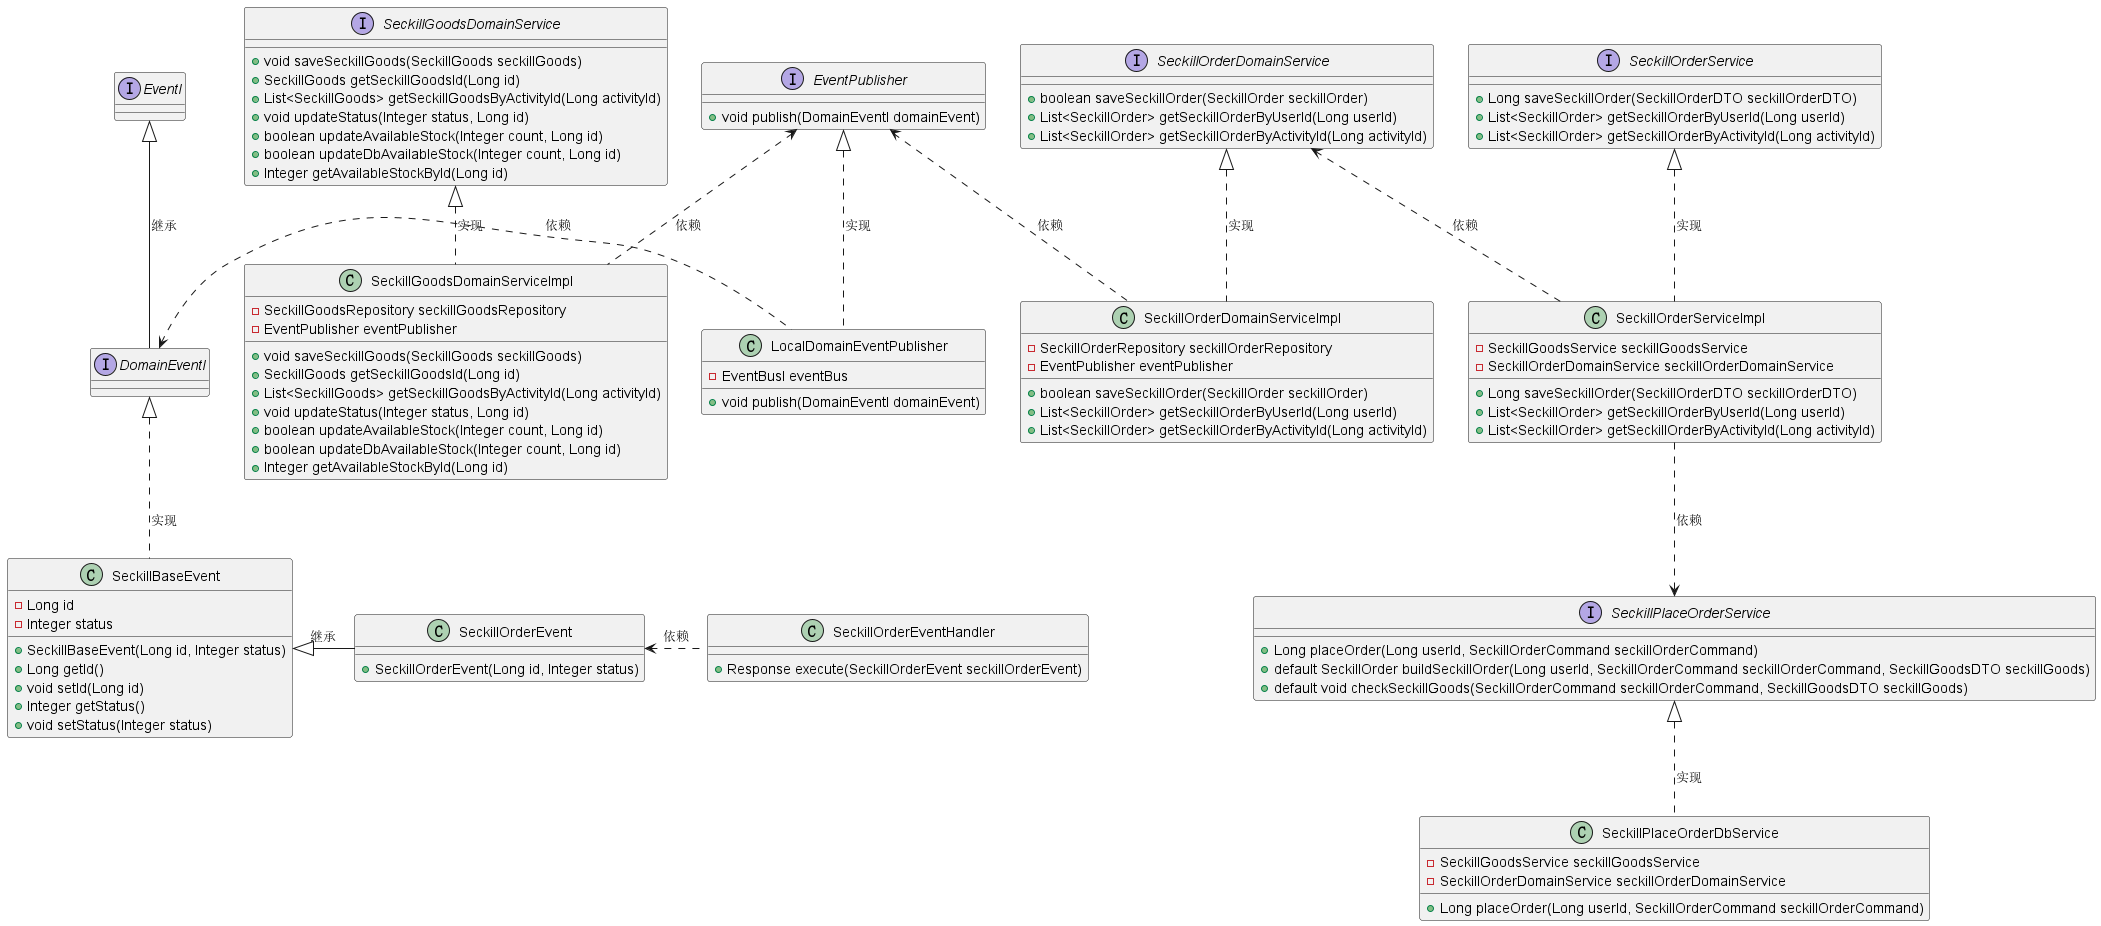 I SeckillGoodsDomainService
void saveSeckillGoods(SeckillGoods seckillGoods)
SeckillGoods getSeckillGoodsId(Long id)
List<SeckillGoods> getSeckillGoodsByActivityId(Long activityId)
void updateStatus(Integer status, Long id)
boolean updateAvailableStock(Integer count, Long id)
boolean updateDbAvailableStock(Integer count, Long id)
Integer getAvailableStockById(Long id)
I EventI
I EventPublisher
void publish(DomainEventI domainEvent)
I SeckillOrderDomainService
boolean saveSeckillOrder(SeckillOrder seckillOrder)
List<SeckillOrder> getSeckillOrderByUserId(Long userId)
List<SeckillOrder> getSeckillOrderByActivityId(Long activityId)
I SeckillOrderService
Long saveSeckillOrder(SeckillOrderDTO seckillOrderDTO)
List<SeckillOrder> getSeckillOrderByUserId(Long userId)
List<SeckillOrder> getSeckillOrderByActivityId(Long activityId)
继承
实现
依赖
依赖
实现
依赖
实现
依赖
实现
I DomainEventI
C SeckillGoodsDomainServiceImpl
SeckillGoodsRepository seckillGoodsRepository
EventPublisher eventPublisher
void saveSeckillGoods(SeckillGoods seckillGoods)
SeckillGoods getSeckillGoodsId(Long id)
List<SeckillGoods> getSeckillGoodsByActivityId(Long activityId)
void updateStatus(Integer status, Long id)
boolean updateAvailableStock(Integer count, Long id)
boolean updateDbAvailableStock(Integer count, Long id)
Integer getAvailableStockById(Long id)
C LocalDomainEventPublisher
EventBusI eventBus
void publish(DomainEventI domainEvent)
C SeckillOrderDomainServiceImpl
SeckillOrderRepository seckillOrderRepository
EventPublisher eventPublisher
boolean saveSeckillOrder(SeckillOrder seckillOrder)
List<SeckillOrder> getSeckillOrderByUserId(Long userId)
List<SeckillOrder> getSeckillOrderByActivityId(Long activityId)
C SeckillOrderServiceImpl
SeckillGoodsService seckillGoodsService
SeckillOrderDomainService seckillOrderDomainService
Long saveSeckillOrder(SeckillOrderDTO seckillOrderDTO)
List<SeckillOrder> getSeckillOrderByUserId(Long userId)
List<SeckillOrder> getSeckillOrderByActivityId(Long activityId)
实现
依赖
C SeckillBaseEvent
Long id
Integer status
SeckillBaseEvent(Long id, Integer status)
Long getId()
void setId(Long id)
Integer getStatus()
void setStatus(Integer status)
继承
C SeckillOrderEvent
SeckillOrderEvent(Long id, Integer status)
依赖
C SeckillOrderEventHandler
Response execute(SeckillOrderEvent seckillOrderEvent)
I SeckillPlaceOrderService
Long placeOrder(Long userId, SeckillOrderCommand seckillOrderCommand)
default SeckillOrder buildSeckillOrder(Long userId, SeckillOrderCommand seckillOrderCommand, SeckillGoodsDTO seckillGoods)
default void checkSeckillGoods(SeckillOrderCommand seckillOrderCommand, SeckillGoodsDTO seckillGoods)
实现
C SeckillPlaceOrderDbService
SeckillGoodsService seckillGoodsService
SeckillOrderDomainService seckillOrderDomainService
Long placeOrder(Long userId, SeckillOrderCommand seckillOrderCommand)